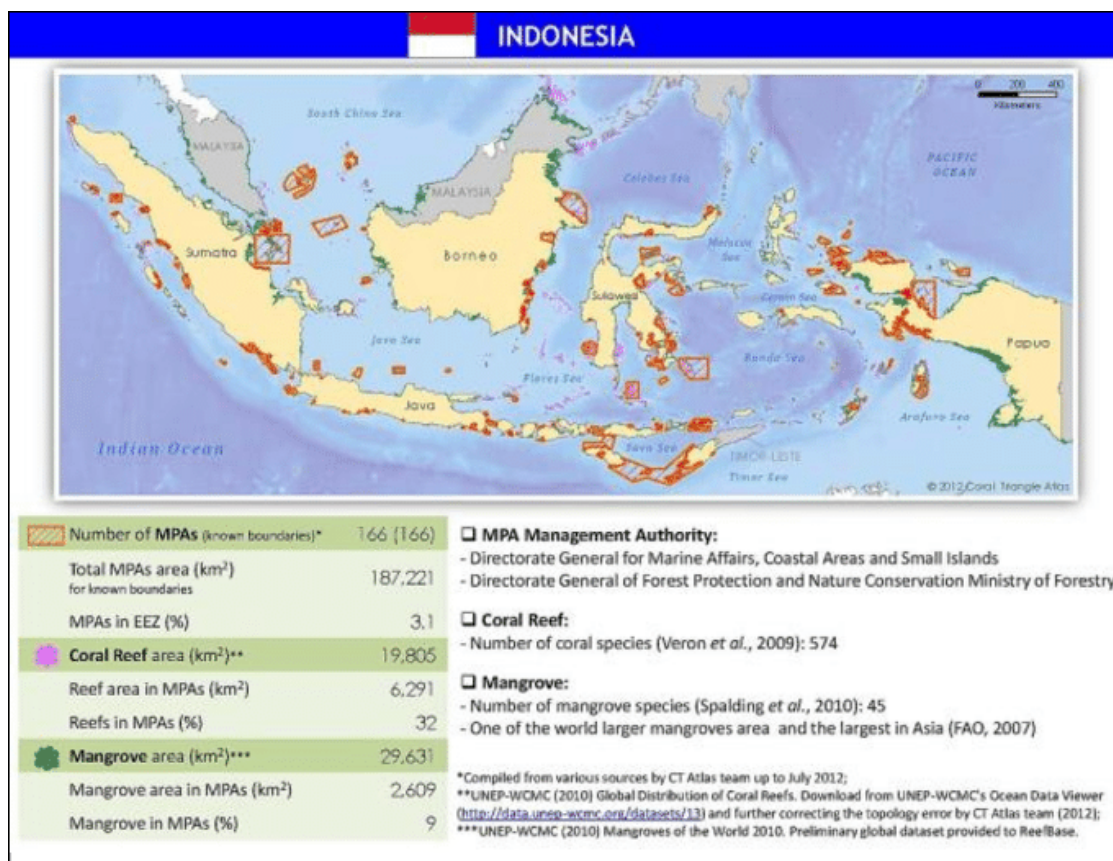 INDONESIA
0 200 400
Kilometers
South China Sea
MALAYSIA
PACIFIC
OCEAN
Celebes Sea
MALAYSIA
Sumatra
Borneo
Molucca
Sea
Sulawesi
Ceram Sea
Java Sea
Papua
Flores Sea
Banda Sea
Java
Arafura Sea
Indian Ocean
Savu Sea
TIMOR-LESTE
Timor Sea
© 2012 Coral Triangle Atlas
Number of MPAs (known boundaries)* 166 (166)
Total MPAs area (km²)
for known boundaries
187,221
MPAs in EEZ (%) 3.1
Coral Reef area (km²)** 19,805
Reef area in MPAs (km²) 6,291
Reefs in MPAs (%) 32
Mangrove area (km²)*** 29,631
Mangrove area in MPAs (km²) 2,609
Mangrove in MPAs (%) 9
❑ MPA Management Authority:
- Directorate General for Marine Affairs, Coastal Areas and Small Islands
- Directorate General of Forest Protection and Nature Conservation Ministry of Forestry
❑ Coral Reef:
- Number of coral species (Veron et al., 2009): 574
❑ Mangrove:
- Number of mangrove species (Spalding et al., 2010): 45
- One of the world larger mangroves area and the largest in Asia (FAO, 2007)
*Compiled from various sources by CT Atlas team up to July 2012;
**UNEP-WCMC (2010) Global Distribution of Coral Reefs. Download from UNEP-WCMC's Ocean Data Viewer
(http://data.unep-wcmc.org/datasets/13) and further correcting the topology error by CT Atlas team (2012);
***UNEP-WCMC (2010) Mangroves of the World 2010. Preliminary global dataset provided to ReefBase.